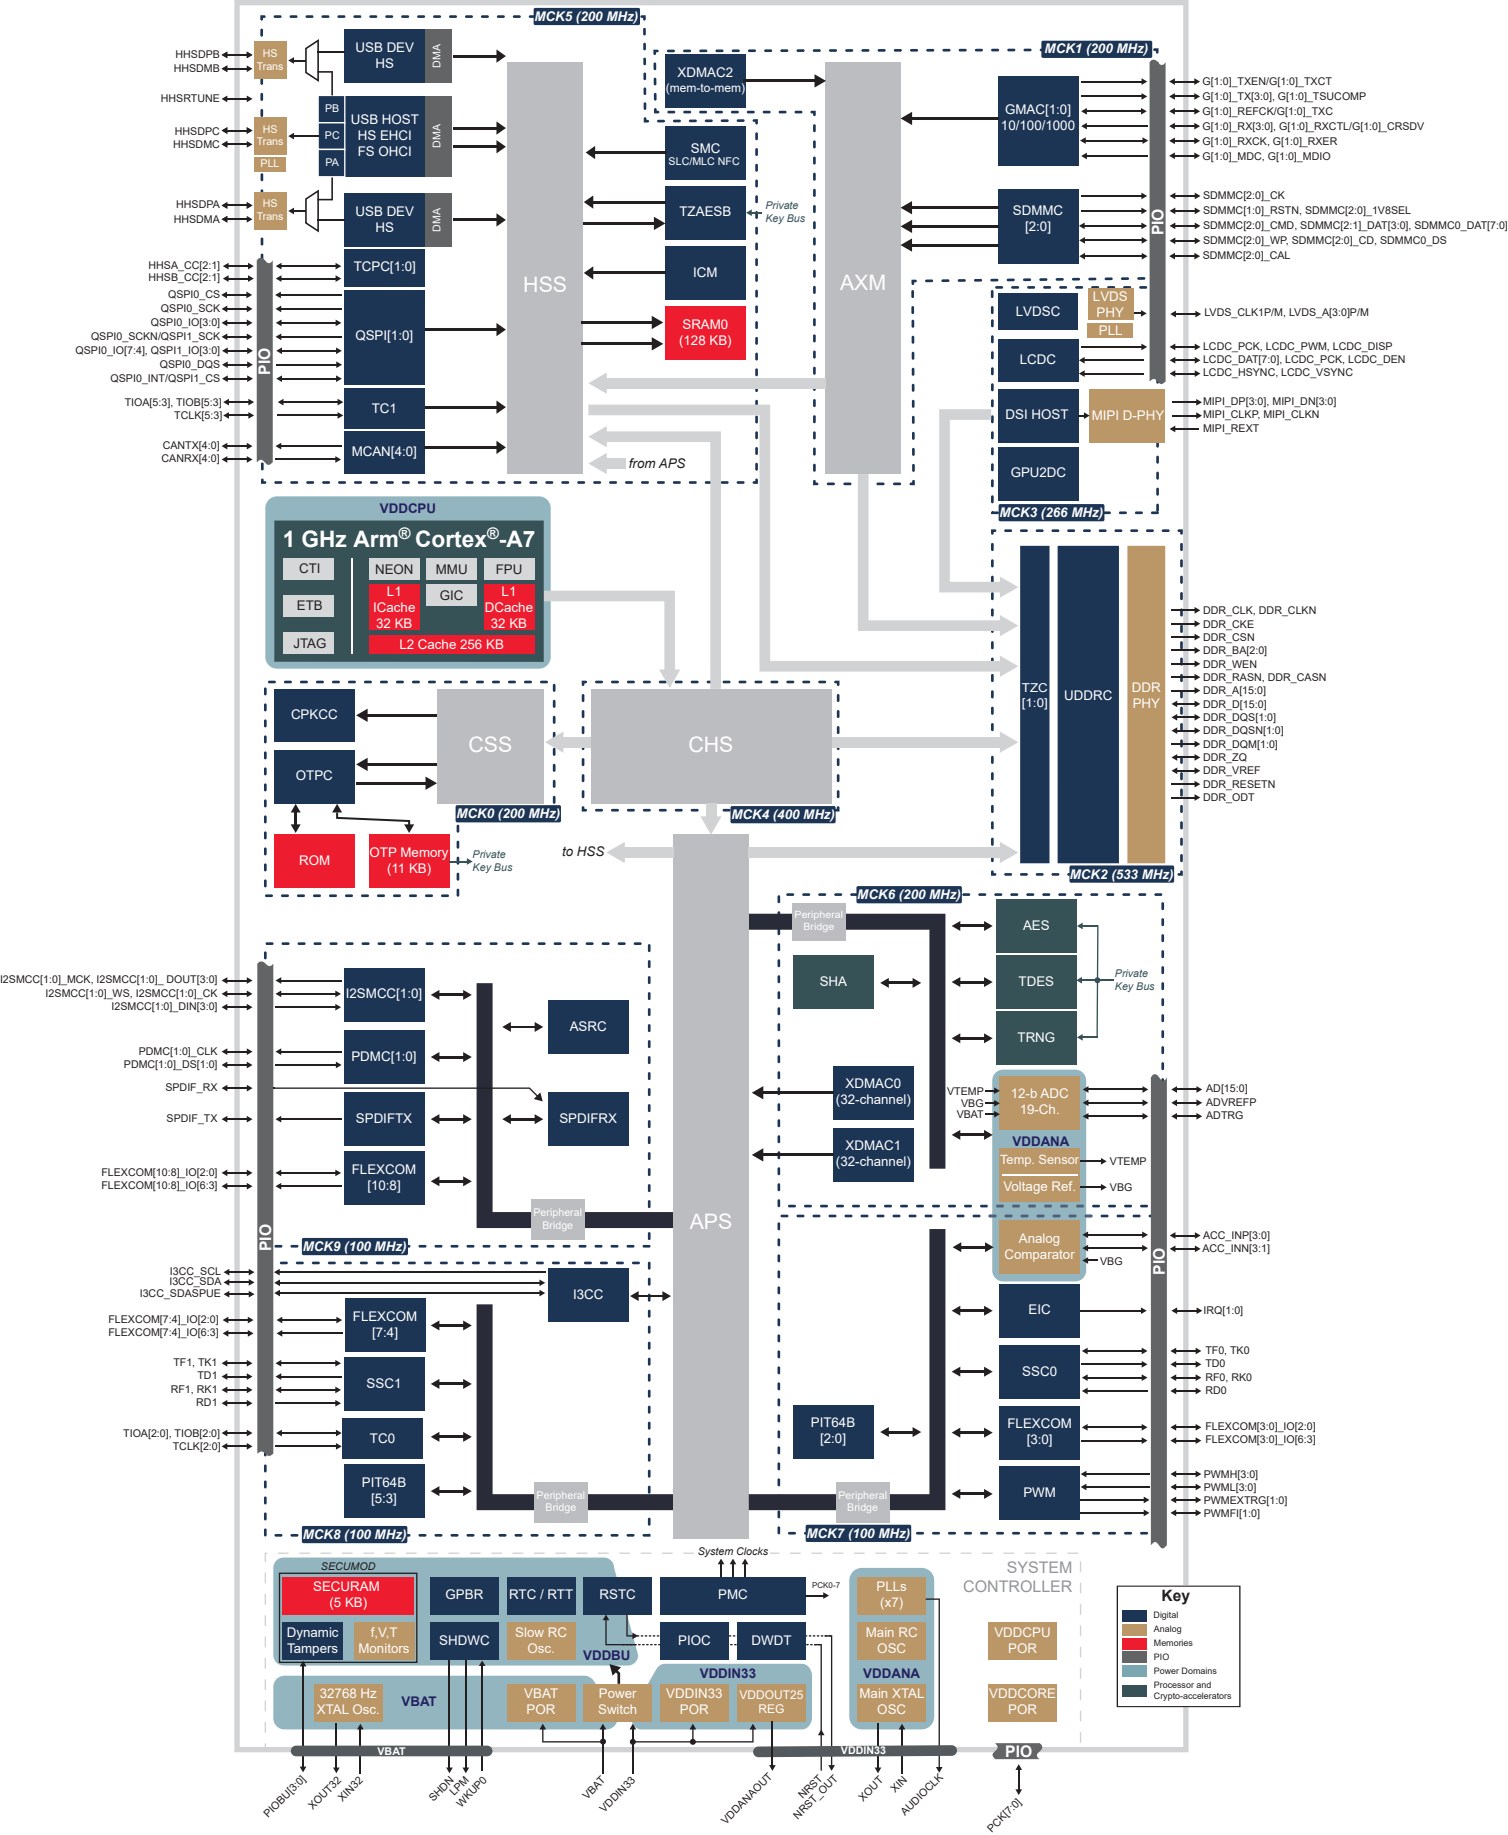 MCK5 (200 MHz)
HHSDPB
HHSDMB
HS
Trans
USB DEV
HS
DMA
HHSRTUNE
PB
PC
PA
USB HOST
HS EHCI
FS OHCI
DMA
HHSDPC
HHSDMC
HS
Trans
PLL
HHSDPA
HHSDMA
HS
Trans
USB DEV
HS
DMA
HHSA_CC[2:1]
HHSB_CC[2:1]
TCPC[1:0]
QSPI0_CS
QSPI0_SCK
QSPI0_IO[3:0]
QSPI0_SCKN/QSPI1_SCK
QSPI0_IO[7:4], QSPI1_IO[3:0]
QSPI0_DQS
QSPI0_INT/QSPI1_CS
QSPI[1:0]
PIO
TIOA[5:3], TIOB[5:3]
TCLK[5:3]
TC1
CANTX[4:0]
CANRX[4:0]
MCAN[4:0]
HSS
XDMAC2
(mem-to-mem)
SMC
SLC/MLC NFC
TZAESB
Private
Key Bus
ICM
SRAM0
(128 KB)
from APS
AXM
MCK1 (200 MHz)
GMAC[1:0]
10/100/1000
G[1:0]_TXEN/G[1:0]_TXCT
G[1:0]_TX[3:0], G[1:0]_TSUCOMP
G[1:0]_REFCK/G[1:0]_TXC
G[1:0]_RX[3:0], G[1:0]_RXCTL/G[1:0]_CRSDV
G[1:0]_RXCK, G[1:0]_RXER
G[1:0]_MDC, G[1:0]_MDIO
SDMMC
[2:0]
PIO
SDMMC[2:0]_CK
SDMMC[1:0]_RSTN, SDMMC[2:0]_1V8SEL
SDMMC[2:0]_CMD, SDMMC[2:1]_DAT[3:0], SDMMC0_DAT[7:0]
SDMMC[2:0]_WP, SDMMC[2:0]_CD, SDMMC0_DS
SDMMC[2:0]_CAL
LVDSC
LVDS
PHY
PLL
LVDS_CLK1P/M, LVDS_A[3:0]P/M
LCDC
LCDC_PCK, LCDC_PWM, LCDC_DISP
LCDC_DAT[7:0], LCDC_PCK, LCDC_DEN
LCDC_HSYNC, LCDC_VSYNC
DSI HOST
MIPI D-PHY
MIPI_DP[3:0], MIPI_DN[3:0]
MIPI_CLKP, MIPI_CLKN
MIPI_REXT
GPU2DC
MCK3 (266 MHz)
VDDCPU
1 GHz Arm® Cortex®-A7
CTI
NEON
MMU
FPU
ETB
L1
ICache
32 KB
GIC
L1
DCache
32 KB
JTAG
L2 Cache 256 KB
TZC
[1:0]
UDDRC
DDR
PHY
DDR_CLK, DDR_CLKN
DDR_CKE
DDR_CSN
DDR_BA[2:0]
DDR_WEN
DDR_RASN, DDR_CASN
DDR_A[15:0]
DDR_D[15:0]
DDR_DQS[1:0]
DDR_DQSN[1:0]
DDR_DQM[1:0]
DDR_ZQ
DDR_VREF
DDR_RESETN
DDR_ODT
MCK2 (533 MHz)
CPKCC
CSS
CHS
OTPC
MCK0 (200 MHz)
MCK4 (400 MHz)
ROM
OTP Memory
(11 KB)
Private
Key Bus
to HSS
MCK6 (200 MHz)
Peripheral
Bridge
AES
SHA
TDES
Private
Key Bus
TRNG
XDMAC0
(32-channel)
XDMAC1
(32-channel)
VTEMP
VBG
VBAT
12-b ADC
19-Ch.
VDDANA
Temp. Sensor
Voltage Ref.
VTEMP
VBG
AD[15:0]
ADVREFP
ADTRG
APS
I2SMCC[1:0]_MCK, I2SMCC[1:0]_ DOUT[3:0]
I2SMCC[1:0]_WS, I2SMCC[1:0]_CK
I2SMCC[1:0]_DIN[3:0]
I2SMCC[1:0]
ASRC
PDMC[1:0]_CLK
PDMC[1:0]_DS[1:0]
PDMC[1:0]
SPDIF_RX
SPDIF_TX
SPDIFTX
SPDIFRX
FLEXCOM[10:8]_IO[2:0]
FLEXCOM[10:8]_IO[6:3]
FLEXCOM
[10:8]
Peripheral
Bridge
PIO
MCK9 (100 MHz)
I3CC_SCL
I3CC_SDA
I3CC_SDASPUE
I3CC
FLEXCOM[7:4]_IO[2:0]
FLEXCOM[7:4]_IO[6:3]
FLEXCOM
[7:4]
TF1, TK1
TD1
RF1, RK1
RD1
SSC1
TIOA[2:0], TIOB[2:0]
TCLK[2:0]
TC0
PIT64B
[5:3]
Peripheral
Bridge
MCK8 (100 MHz)
Analog
Comparator
ACC_INP[3:0]
ACC_INN[3:1]
VBG
PIO
EIC
IRQ[1:0]
SSC0
TF0, TK0
TD0
RF0, RK0
RD0
PIT64B
[2:0]
FLEXCOM
[3:0]
FLEXCOM[3:0]_IO[2:0]
FLEXCOM[3:0]_IO[6:3]
PWM
PWMH[3:0]
PWML[3:0]
PWMEXTRG[1:0]
PWMFI[1:0]
Peripheral
Bridge
MCK7 (100 MHz)
System Clocks
SYSTEM
CONTROLLER
SECUMOD
SECURAM
(5 KB)
Dynamic
Tampers
f,V,T
Monitors
GPBR
RTC / RTT
RSTC
PMC
PCK0-7
SHDWC
Slow RC
Osc.
VDDBU
PIOC
DWDT
PLLs
(x7)
Main RC
OSC
VDDANA
Main XTAL
OSC
VDDCPU
POR
VDDCORE
POR
32768 Hz
XTAL Osc.
VBAT
VBAT
POR
Power
Switch
VDDIN33
VDDIN33
POR
VDDOUT25
REG
VBAT
VDDIN33
PIO
PIOBU[3:0]
XOUT32
XIN32
SHDN
LPM
WKUP0
VBAT
VDDIN33
VDDANAOUT
NRST
NRST_OUT
XOUT
XIN
AUDIOCLK
PCK[7:0]
Key
Digital
Analog
Memories
PIO
Power Domains
Processor and
Crypto-accelerators